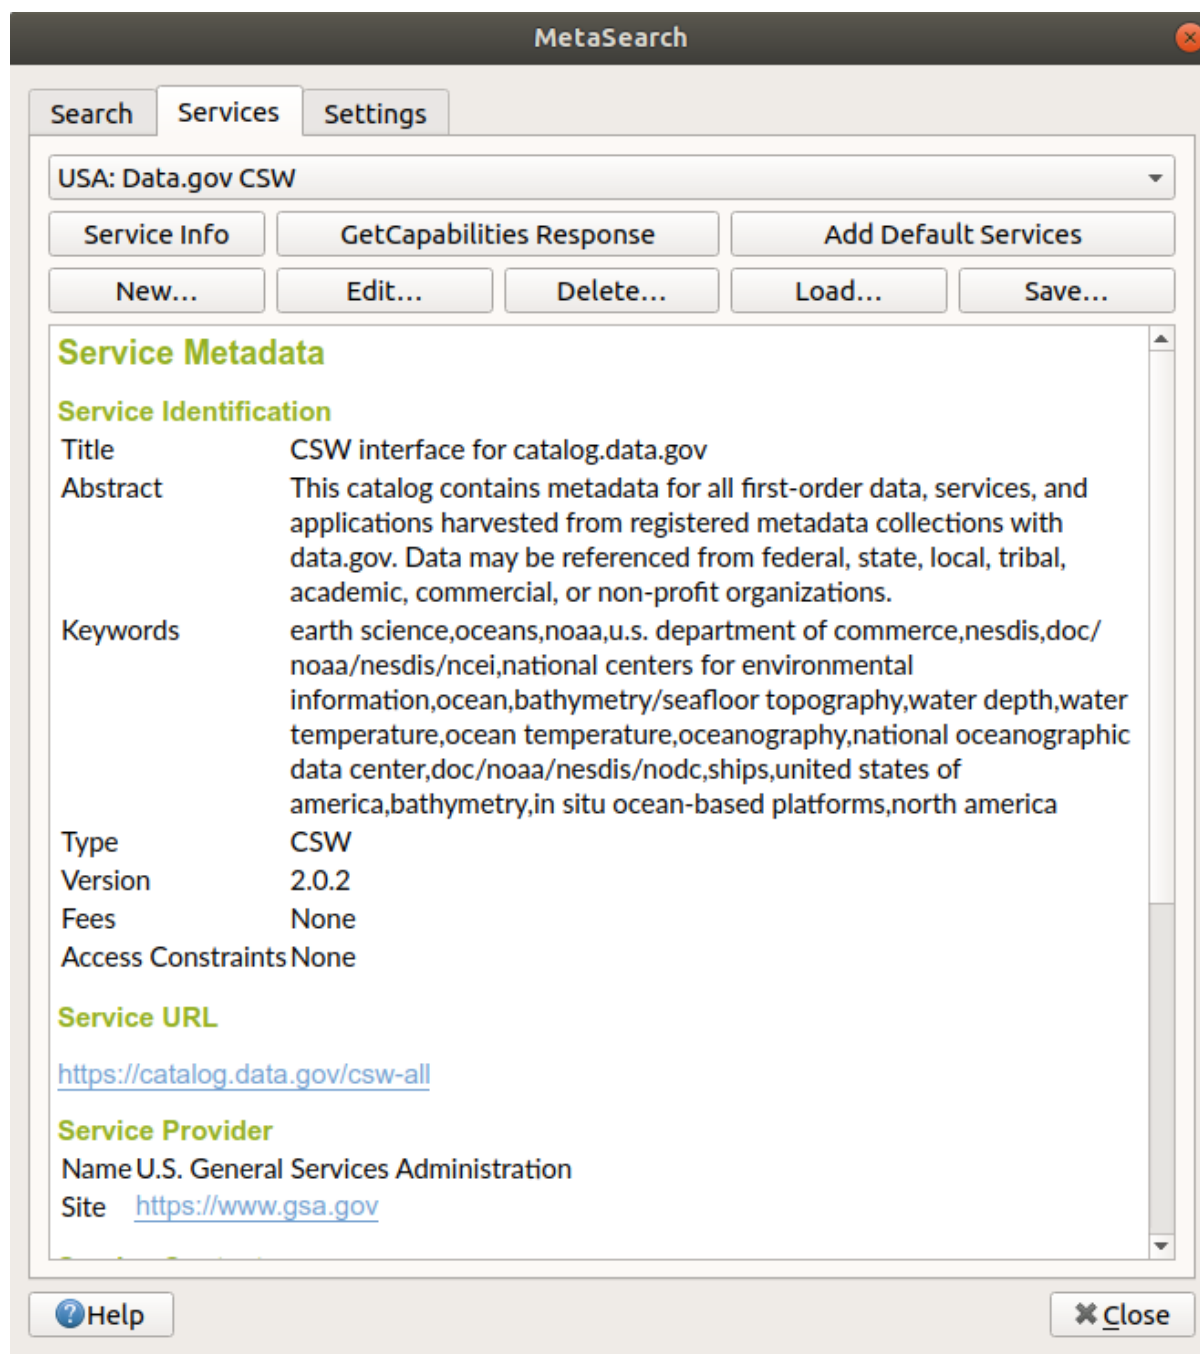 MetaSearch
Search Services Settings
USA: Data.gov CSW
Service Info GetCapabilities Response Add Default Services
New... Edit... Delete... Load... Save...
Service Metadata
Service Identification
Title CSW interface for catalog.data.gov
Abstract This catalog contains metadata for all first-order data, services, and
applications harvested from registered metadata collections with
data.gov. Data may be referenced from federal, state, local, tribal,
academic, commercial, or non-profit organizations.
Keywords earth science,oceans,noaa,u.s. department of commerce,nesdis,doc/
noaa/nesdis/ncei,national centers for environmental
information,ocean,bathymetry/seafloor topography,water depth,water
temperature,ocean temperature,oceanography,national oceanographic
data center,doc/noaa/nesdis/nodc,ships,united states of
america,bathymetry,in situ ocean-based platforms,north america
Type CSW
Version 2.0.2
Fees None
Access Constraints None
Service URL
https://catalog.data.gov/csw-all
Service Provider
Name U.S. General Services Administration
Site https://www.gsa.gov
Help Close